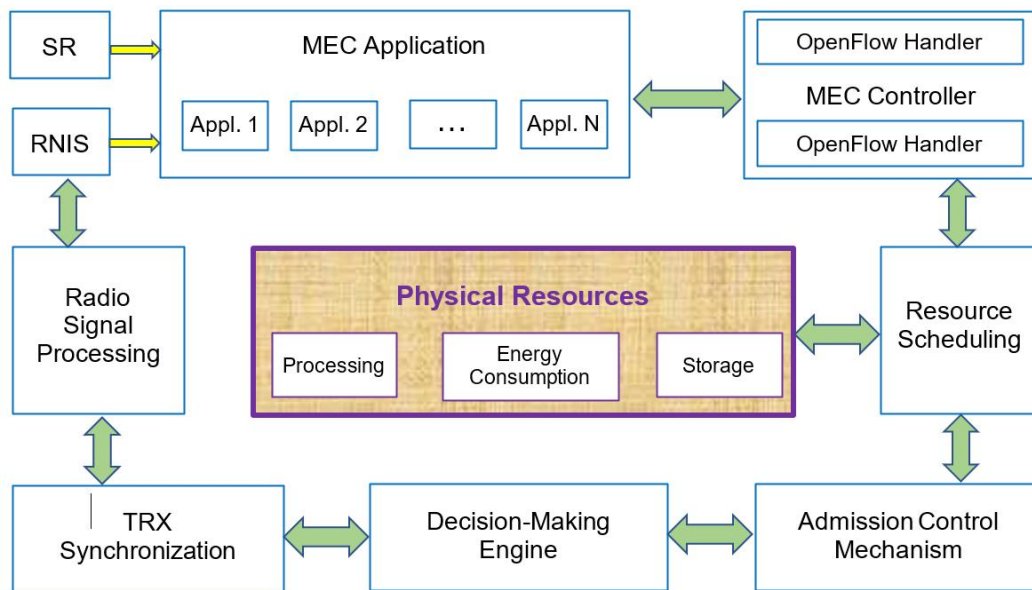 SR
MEC Application
OpenFlow Handler
MEC Controller
RNIS
Appl. 1
Appl. 2
...
Appl. N
OpenFlow Handler
Radio
Signal
Processing
Physical Resources
Processing
Energy
Consumption
Storage
Resource
Scheduling
TRX
Synchronization
Decision-Making
Engine
Admission Control
Mechanism